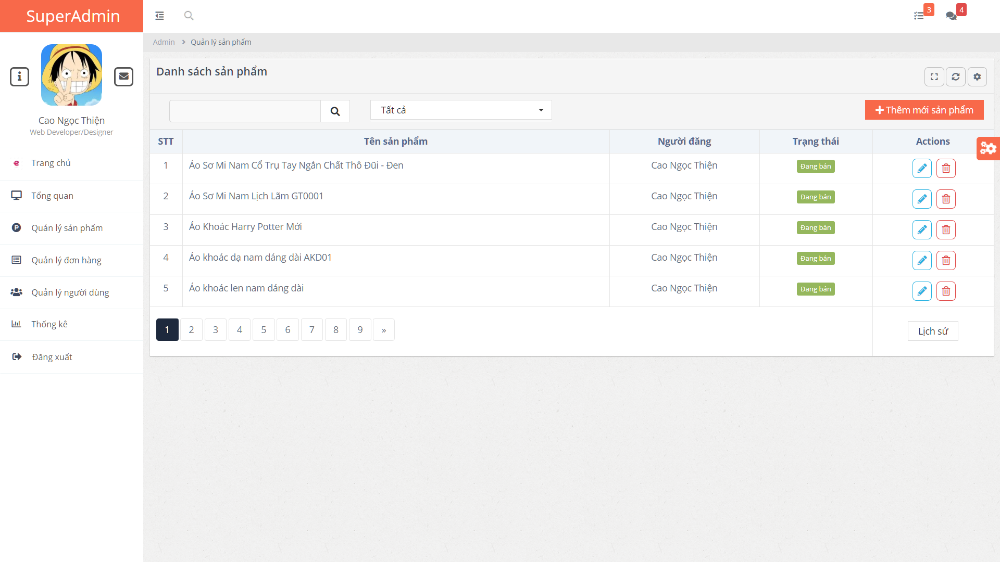 SuperAdmin
3
4
Admin
Quản lý sản phẩm
Danh sách sản phẩm
Cao Ngọc Thiện
Web Developer/Designer
Trang chủ
Tổng quan
Quản lý sản phẩm
Quản lý đơn hàng
Quản lý người dùng
Thống kê
Đăng xuất
Tất cả
Thêm mới sản phẩm
STT Tên sản phẩm Người đăng Trạng thái Actions
1 Áo Sơ Mi Nam Cổ Trụ Tay Ngắn Chất Thô Đũi - Đen Cao Ngọc Thiện Đang bán
2 Áo Sơ Mi Nam Lịch Lãm GT0001 Cao Ngọc Thiện Đang bán
3 Áo Khoác Harry Potter Mới Cao Ngọc Thiện Đang bán
4 Áo khoác dạ nam dáng dài AKD01 Cao Ngọc Thiện Đang bán
5 Áo khoác len nam dáng dài Cao Ngọc Thiện Đang bán
1 2 3 4 5 6 7 8 9 »
Lịch sử